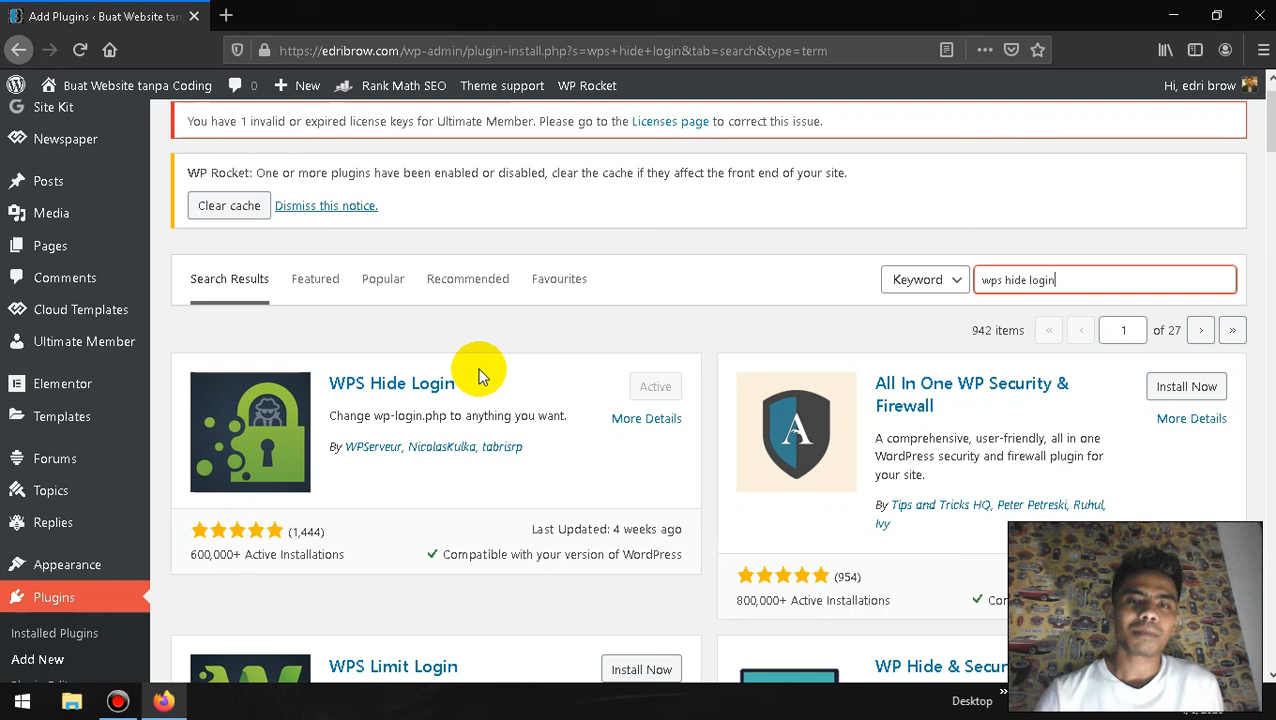 Add Plugins ‹ Buat Website tanpa
https://edribrow.com/wp-admin/plugin-install.php?s=wps+hide+login&tab=search&type=term
Buat Website tanpa Coding
0
New
Rank Math SEO
Theme support
WP Rocket
Hi, edri brow
Site Kit
Newspaper
Posts
Media
Pages
Comments
Cloud Templates
Ultimate Member
Elementor
Templates
Forums
Topics
Replies
Appearance
Plugins
Installed Plugins
Add New
You have 1 invalid or expired license keys for Ultimate Member. Please go to the Licenses page to correct this issue.
WP Rocket: One or more plugins have been enabled or disabled, clear the cache if they affect the front end of your site.
Clear cache
Dismiss this notice.
Search Results
Featured
Popular
Recommended
Favourites
Keyword
wps hide login
942 items
«
‹
1
of 27
›
»
WPS Hide Login
Active
Change wp-login.php to anything you want.
More Details
By WPServeur, NicolasKulka, tabrisrp
(1,444)
Last Updated: 4 weeks ago
600,000+ Active Installations
Compatible with your version of WordPress
All In One WP Security &
Firewall
Install Now
More Details
A comprehensive, user-friendly, all in one
WordPress security and firewall plugin for
your site.
By Tips and Tricks HQ, Peter Petreski, Ruhul,
Ivy
(954)
800,000+ Active Installations
WPS Limit Login
Install Now
WP Hide &
Desktop